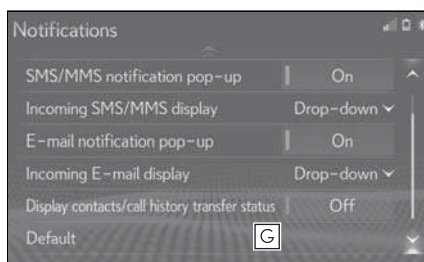 Notifications
SMS/MMS notification pop-up On
Incoming SMS/MMS display Drop-down
E-mail notification pop-up On
Incoming E-mail display Drop-down
Display contacts/call history transfer status Off
Default G